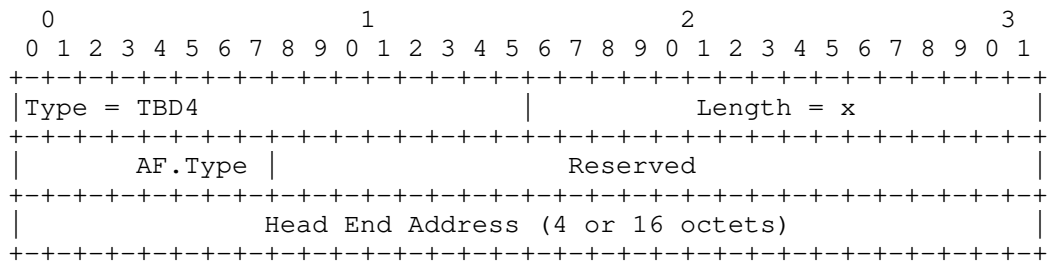 0                   1                   2                   3
 0 1 2 3 4 5 6 7 8 9 0 1 2 3 4 5 6 7 8 9 0 1 2 3 4 5 6 7 8 9 0 1
+-+-+-+-+-+-+-+-+-+-+-+-+-+-+-+-+-+-+-+-+-+-+-+-+-+-+-+-+-+-+-+-+
|Type = TBD4                    |          Length = x           |
+-+-+-+-+-+-+-+-+-+-+-+-+-+-+-+-+-+-+-+-+-+-+-+-+-+-+-+-+-+-+-+-+
|       AF.Type |                  Reserved                     |
+-+-+-+-+-+-+-+-+-+-+-+-+-+-+-+-+-+-+-+-+-+-+-+-+-+-+-+-+-+-+-+-+
|               Head End Address (4 or 16 octets)               |
+-+-+-+-+-+-+-+-+-+-+-+-+-+-+-+-+-+-+-+-+-+-+-+-+-+-+-+-+-+-+-+-+